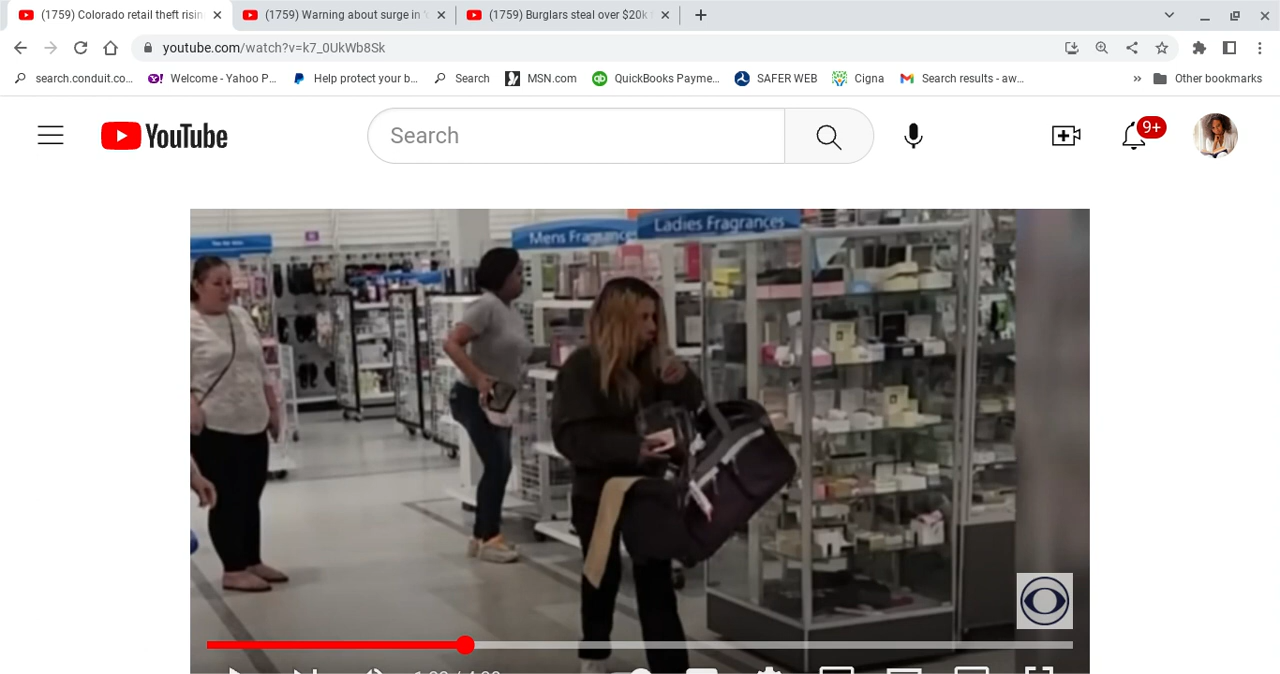 (1759) Colorado retail theft risin
(1759) Warning about surge in '
(1759) Burglars steal over $20k
youtube.com/watch?v=k7_0UkWb8Sk
search.conduit.co...
Welcome - Yahoo P...
Help protect your b...
Search
MSN.com
QuickBooks Payme...
SAFER WEB
Cigna
Search results - aw...
»
Other bookmarks
YouTube
Search
9+
Ladies Fragrances
Mens Fragrances